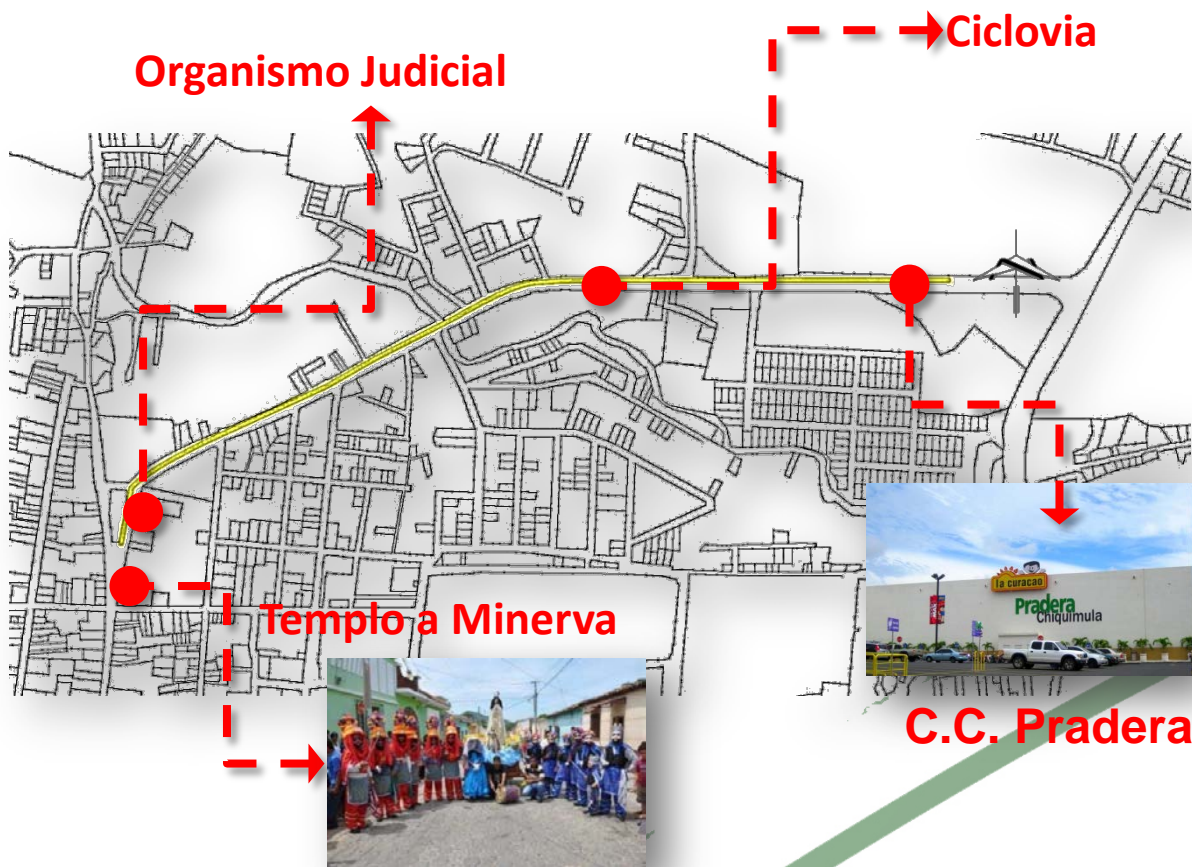 Ciclovia
Organismo Judicial
Templo a Minerva
la curacao
Pradera
Chiquimula
C.C. Pradera